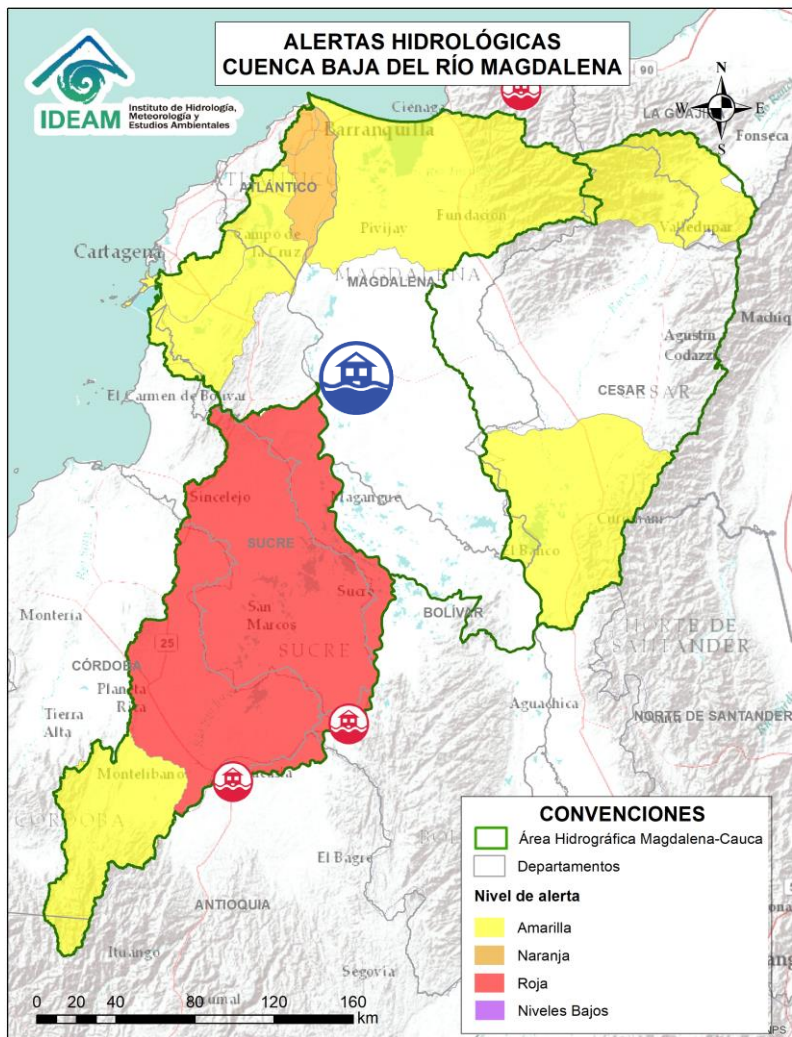 ALERTAS HIDROLÓGICAS
CUENCA BAJA DEL RÍO MAGDALENA
IDEAM
Instituto de Hidrología,
Meteorología y
Estudios Ambientales
N
W
E
S
90
Ciénaga
LA GUAJI
Fonseca
Barranquilla
ATLÁNTICO
Pivijay
Fundación
Valledupar
Campo de
la Cruz
Cartagena
MAGDALENA
MAGDALENA
Machiq
Agustín
Codazzi
CESAR
El Carmen de Bolívar
Sincelejo
Magangué
SUCRE
El Banco
Sucre
San
Marcos
SUCRE
BOLÍVAR
Montería
25
CÓRDOBA
Planeta
Rica
Tierra
Alta
NORTE DE
SANTANDER
Aguachica
NORTE DE SANTANDER
Montelíbano
CÓRDOBA
El Bagre
ANTIOQUIA
Ituango
Segovia
CONVENCIONES
Área Hidrográfica Magdalena-Cauca
Departamentos
Nivel de alerta
Amarilla
Naranja
Roja
Niveles Bajos
0 20 40 80 120 160
km